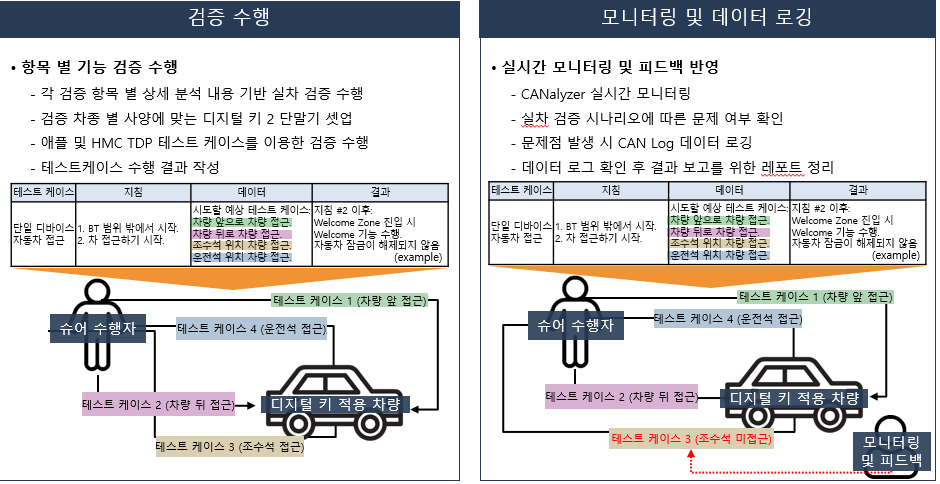 검증 수행
• 항목 별 기능 검증 수행
- 각 검증 항목 별 상세 분석 내용 기반 실차 검증 수행
- 검증 차종 별 사양에 맞는 디지털 키 2 단말기 셋업
- 애플 및 HMC TDP 테스트 케이스를 이용한 검증 수행
- 테스트케이스 수행 결과 작성
테스트 케이스 지침 데이터 결과
단일 디바이스
자동차 접근
1. BT 범위 밖에서 시작.
2. 차 접근하기 시작.
시도할 예상 테스트 케이스:
차량 앞으로 차량 접근.
차량 뒤로 차량 접근.
조수석 위치 차량 접근.
운전석 위치 차량 접근.
지침 #2 이후:
Welcome Zone 진입 시
Welcome 기능 수행.
자동차 잠금이 해제되지 않음
(example)
테스트 케이스 1 (차량 앞 접근)
슈어 수행자
테스트 케이스 4 (운전석 접근)
테스트 케이스 2 (차량 뒤 접근)
디지털 키 적용 차량
테스트 케이스 3 (조수석 접근)
모니터링 및 데이터 로깅
• 실시간 모니터링 및 피드백 반영
- CANalyzer 실시간 모니터링
- 실차 검증 시나리오에 따른 문제 여부 확인
- 문제점 발생 시 CAN Log 데이터 로깅
- 데이터 로그 확인 후 결과 보고를 위한 레포트 정리
테스트 케이스 지침 데이터 결과
단일 디바이스
자동차 접근
1. BT 범위 밖에서 시작.
2. 차 접근하기 시작.
시도할 예상 테스트 케이스:
차량 앞으로 차량 접근.
차량 뒤로 차량 접근.
조수석 위치 차량 접근.
운전석 위치 차량 접근.
지침 #2 이후:
Welcome Zone 진입 시
Welcome 기능 수행.
자동차 잠금이 해제되지 않음
(example)
테스트 케이스 1 (차량 앞 접근)
슈어 수행자
테스트 케이스 4 (운전석 접근)
테스트 케이스 2 (차량 뒤 접근)
디지털 키 적용 차량
테스트 케이스 3 (조수석 미접근)
모니터링
및 피드백